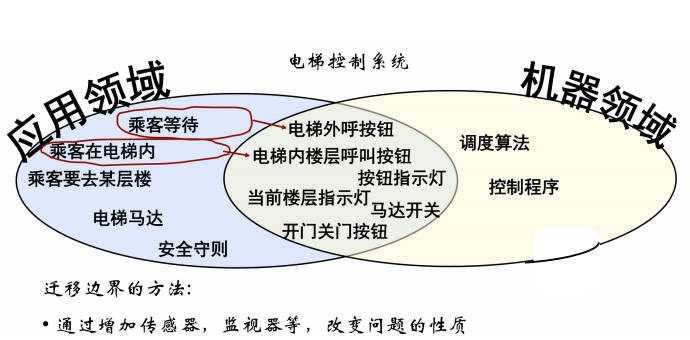 电梯控制系统
应用领域
机器领域
乘客等待
电梯外呼按钮
乘客在电梯内
电梯内楼层呼叫按钮
调度算法
乘客要去某层楼
按钮指示灯
控制程序
当前楼层指示灯
马达开关
电梯马达
开门关门按钮
安全守则
迁移边界的方法:
• 通过增加传感器，监视器等，改变问题的性质